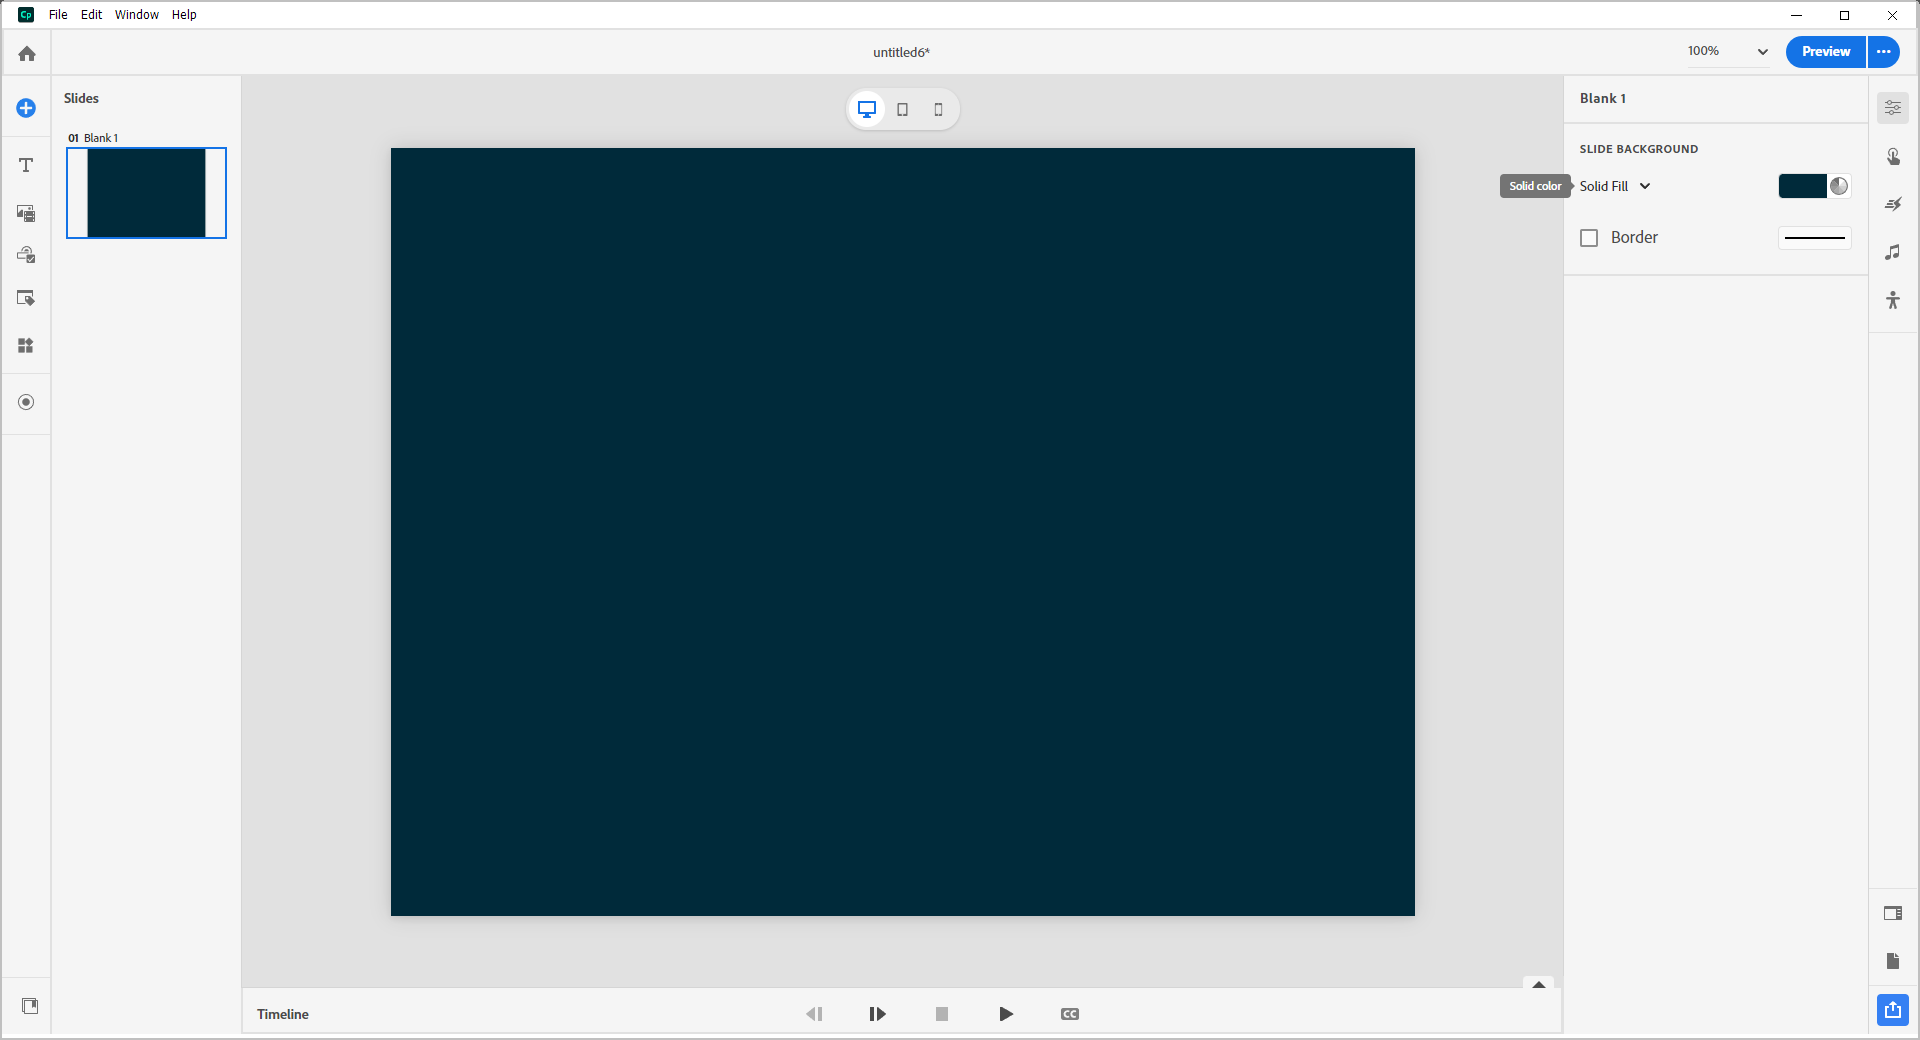 Cp File Edit Window Help
untitled6*
100%
Preview
Slides
Blank 1
01 Blank 1
SLIDE BACKGROUND
Solid color
Solid Fill
Border
Timeline
CC